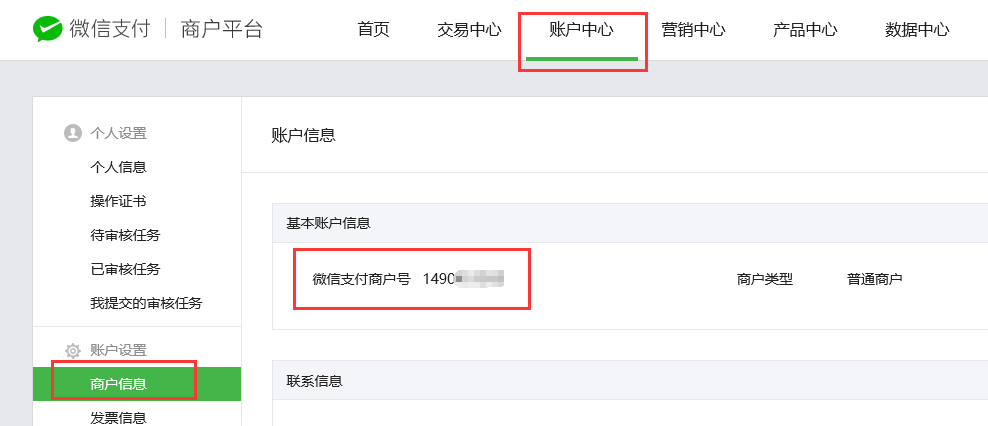 微信支付 | 商户平台 首页 交易中心 账户中心 营销中心 产品中心 数据中心
个人设置
个人信息
操作证书
待审核任务
已审核任务
我提交的审核任务
账户设置
商户信息
发票信息
账户信息
基本账户信息
微信支付商户号 1490 商户类型 普通商户
联系信息